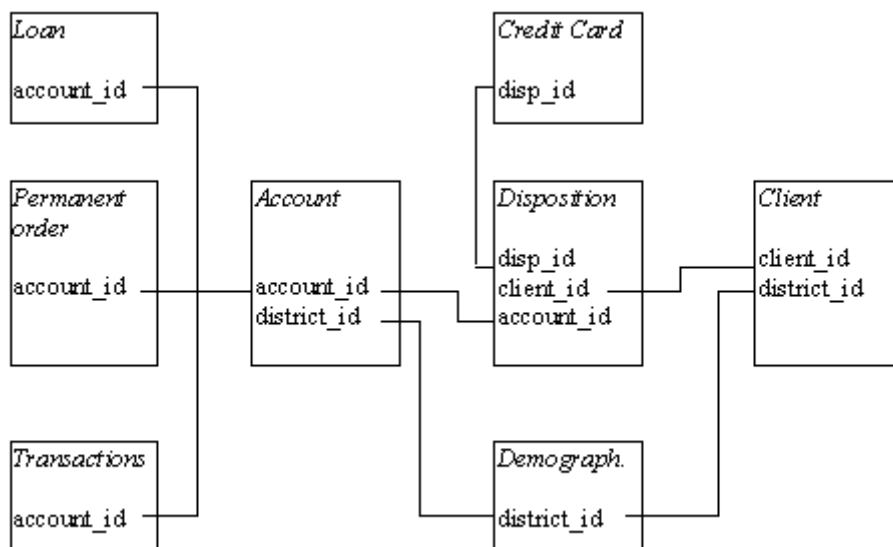 Loan
account_id
Credit Card
disp_id
Permanent
order
account_id
Account
account_id
district_id
Disposition
disp_id
client_id
account_id
Client
client_id
district_id
Transactions
account_id
Demograph.
district_id